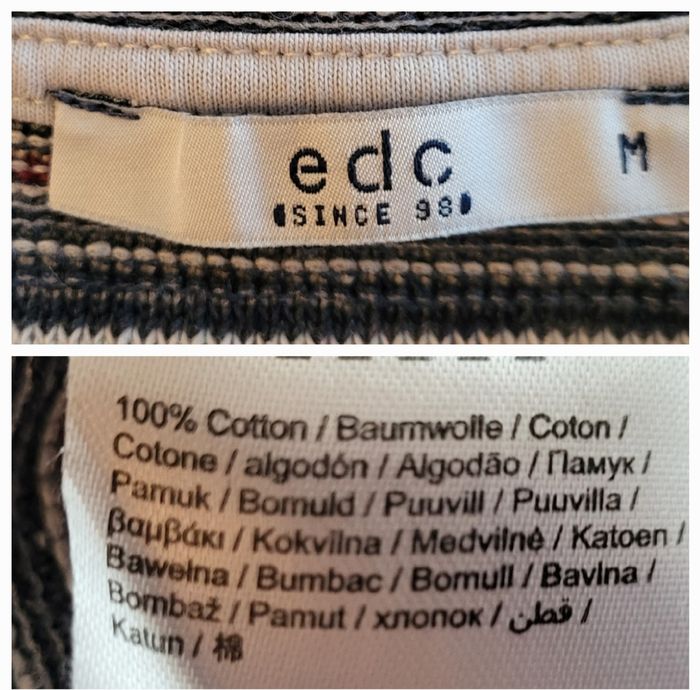 edc
M
SINCE 98
100% Cotton / Baumwolle / Coton /
Cotone / algodón / Algodão / Памук /
Pamuk / Bomuld / Puuvill / Puuvilla /
βαμβάκι / Kokvilna / Medvilnė / Katoen /
Bawełna / Bumbac / Bomull / Bavlna /
Bombaž / Pamut / хлопок / قطن /
Katun / 棉